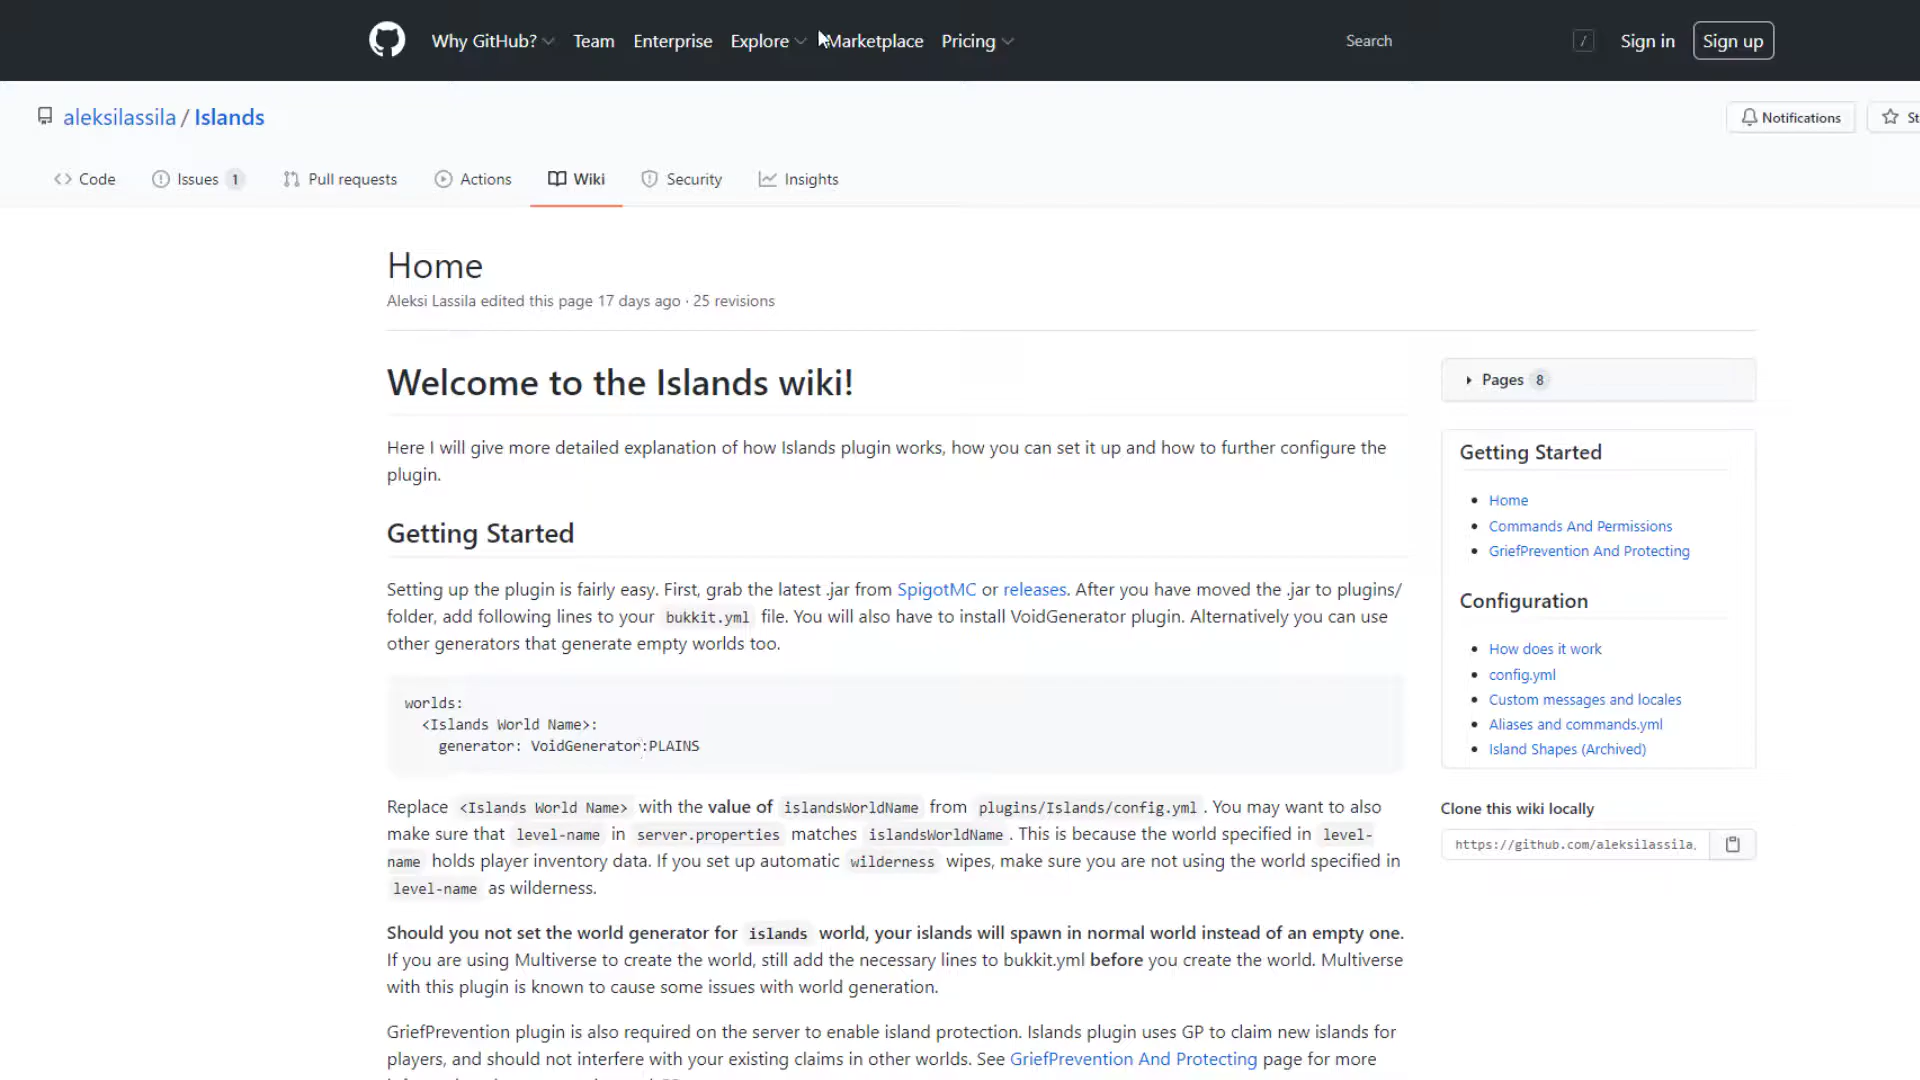 Why GitHub? Team Enterprise Explore Marketplace Pricing Search / Sign in Sign up
aleksilassila / Islands
Notifications
Code Issues 1 Pull requests Actions Wiki Security Insights
Home
Aleksi Lassila edited this page 17 days ago · 25 revisions
Welcome to the Islands wiki!
Here I will give more detailed explanation of how Islands plugin works, how you can set it up and how to further configure the
plugin.
Getting Started
Setting up the plugin is fairly easy. First, grab the latest .jar from SpigotMC or releases. After you have moved the .jar to plugins/
folder, add following lines to your bukkit.yml file. You will also have to install VoidGenerator plugin. Alternatively you can use
other generators that generate empty worlds too.
worlds:
<Islands World Name>:
generator: VoidGenerator:PLAINS
Replace <Islands World Name> with the value of islandsWorldName from plugins/Islands/config.yml . You may want to also
make sure that level-name in server.properties matches islandsWorldName . This is because the world specified in level-
name holds player inventory data. If you set up automatic wilderness wipes, make sure you are not using the world specified in
level-name as wilderness.
Should you not set the world generator for islands world, your islands will spawn in normal world instead of an empty one.
If you are using Multiverse to create the world, still add the necessary lines to bukkit.yml before you create the world. Multiverse
with this plugin is known to cause some issues with world generation.
GriefPrevention plugin is also required on the server to enable island protection. Islands plugin uses GP to claim new islands for
players, and should not interfere with your existing claims in other worlds. See GriefPrevention And Protecting page for more
Pages 8
Getting Started
Home
Commands And Permissions
GriefPrevention And Protecting
Configuration
How does it work
config.yml
Custom messages and locales
Aliases and commands.yml
Island Shapes (Archived)
Clone this wiki locally
https://github.com/aleksilassila.